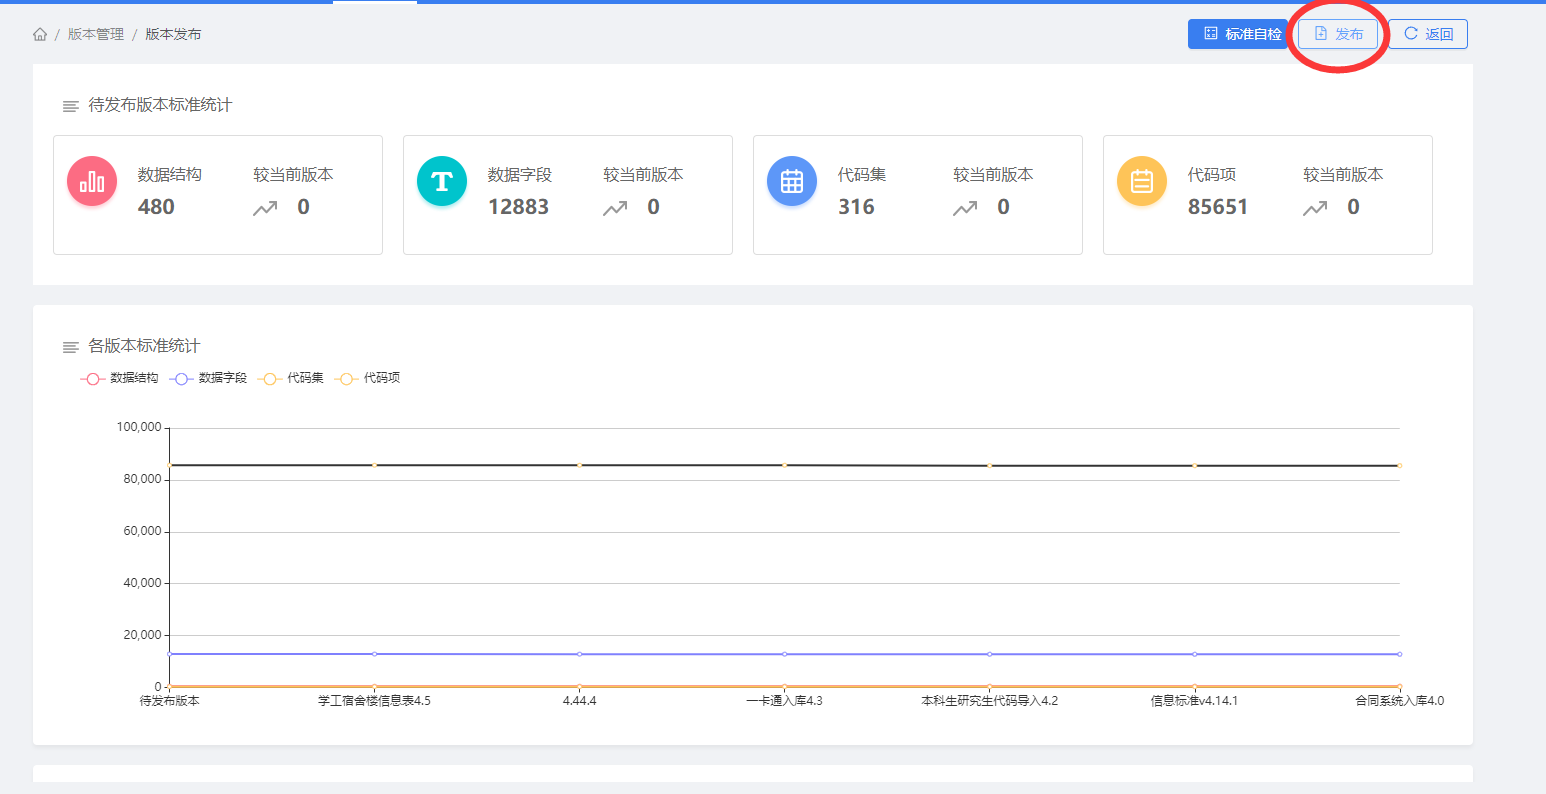 / 版本管理 / 版本发布
标准自检 发布 返回
待发布版本标准统计
数据结构 较当前版本 数据字段 较当前版本 代码集 较当前版本 代码项 较当前版本
480 0 12883 0 316 0 85651 0
各版本标准统计
数据结构 数据字段 代码集 代码项
100,000
80,000
60,000
40,000
20,000
0
待发布版本 学工宿舍楼信息表4.5 4.44.4 一卡通入库4.3 本科生研究生代码导入4.2 信息标准v4.14.1 合同系统入库4.0